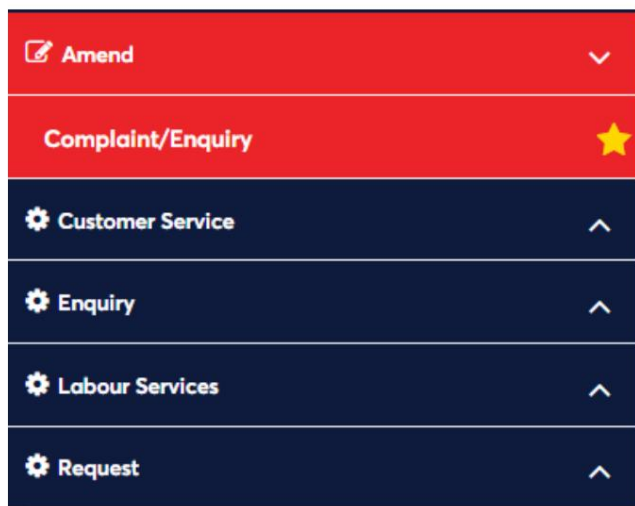 Amend
Complaint/Enquiry
Customer Service
Enquiry
Labour Services
Request